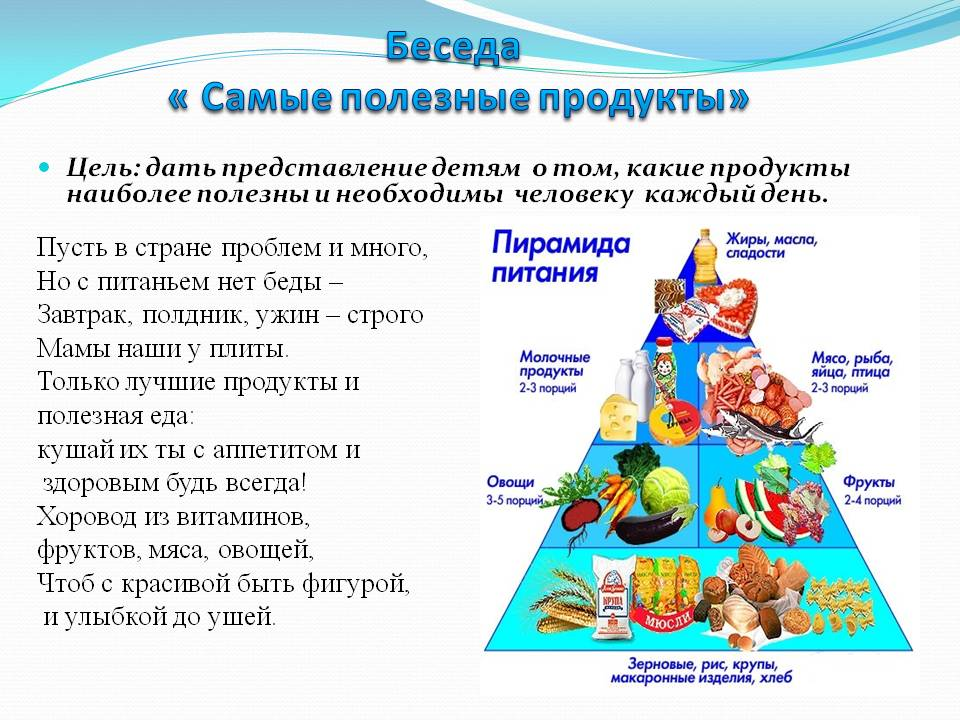 Беседа
« Самые полезные продукты»
Цель: дать представление детям о том, какие продукты
наиболее полезны и необходимы человеку каждый день.
Пусть в стране проблем и много,
Но с питаньем нет беды –
Завтрак, полдник, ужин – строго
Мамы наши у плиты.
Только лучшие продукты и
полезная еда:
кушай их ты с аппетитом и
здоровым будь всегда!
Хоровод из витаминов,
фруктов, мяса, овощей,
Чтоб с красивой быть фигурой,
и улыбкой до ушей.
Пирамида
питания
Жиры, масла,
сладости
Молочные
продукты
2-3 порций
Мясо, рыба,
яйца, птица
2-3 порций
Овощи
3-5 порций
Фрукты
2-4 порций
КРУПА
МЮСЛИ
Зерновые, рис, крупы,
макаронные изделия, хлеб